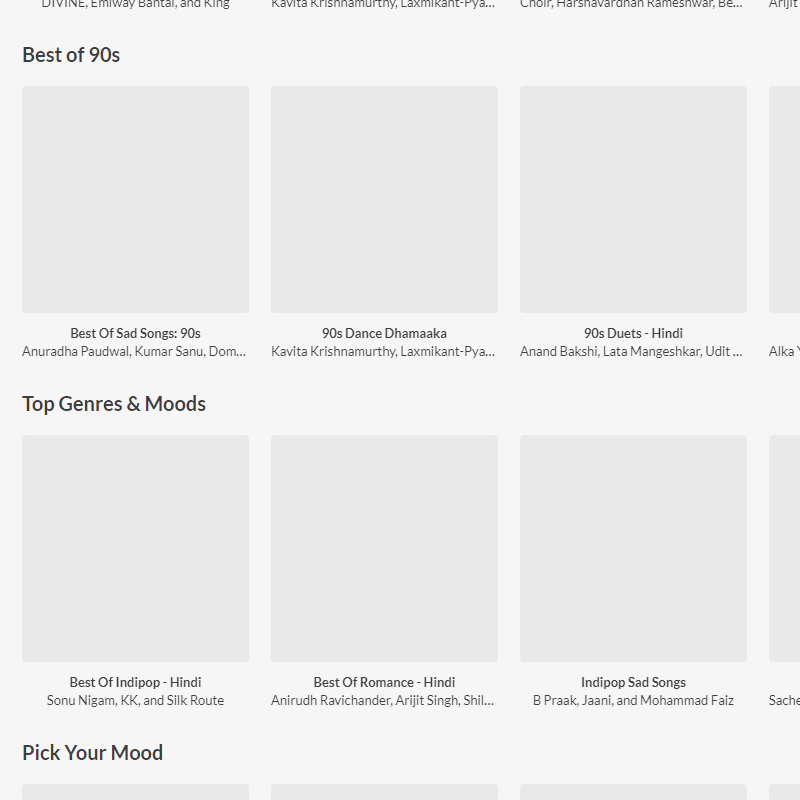 DIVINE, Emiway Bantai, and King
Kavita Krishnamurthy, Laxmikant-Pya...
Choir, Harshavardhan Rameshwar, Be...
Arijit
Best of 90s
Best Of Sad Songs: 90s
Anuradha Paudwal, Kumar Sanu, Dom...
90s Dance Dhamaaka
Kavita Krishnamurthy, Laxmikant-Pya...
90s Duets - Hindi
Anand Bakshi, Lata Mangeshkar, Udit ...
Alka
Top Genres & Moods
Best Of Indipop - Hindi
Sonu Nigam, KK, and Silk Route
Best Of Romance - Hindi
Anirudh Ravichander, Arijit Singh, Shil...
Indipop Sad Songs
B Praak, Jaani, and Mohammad Faiz
Sache
Pick Your Mood